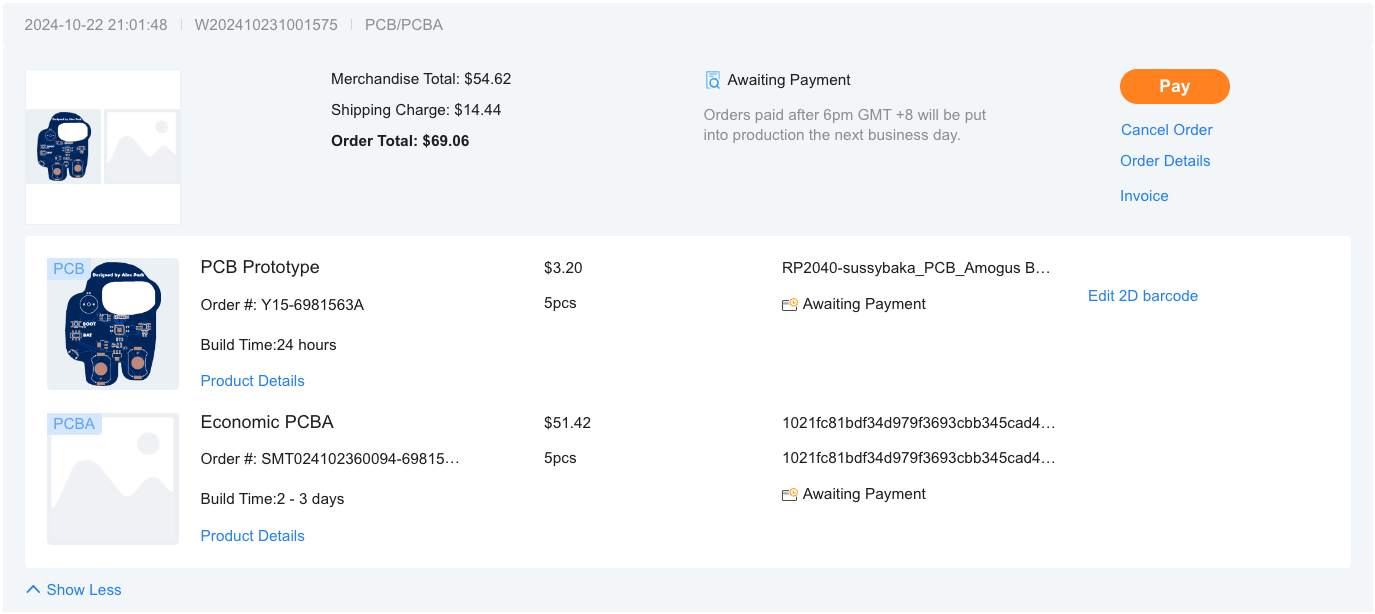 2024-10-22 21:01:48 W202410231001575 PCB/PCBA
Merchandise Total: $54.62
Shipping Charge: $14.44
Order Total: $69.06
Awaiting Payment
Orders paid after 6pm GMT +8 will be put
into production the next business day.
Pay
Cancel Order
Order Details
Invoice
PCB
Designed by Alex Park
BOOT
BAT
PCB Prototype
$3.20
RP2040-sussybaka_PCB_Amogus B…
Order #: Y15-6981563A
5pcs
Awaiting Payment
Edit 2D barcode
Build Time:24 hours
Product Details
PCBA
Economic PCBA
$51.42
1021fc81bdf34d979f3693cbb345cad4…
Order #: SMT024102360094-69815…
5pcs
1021fc81bdf34d979f3693cbb345cad4…
Build Time:2 - 3 days
Awaiting Payment
Product Details
Show Less